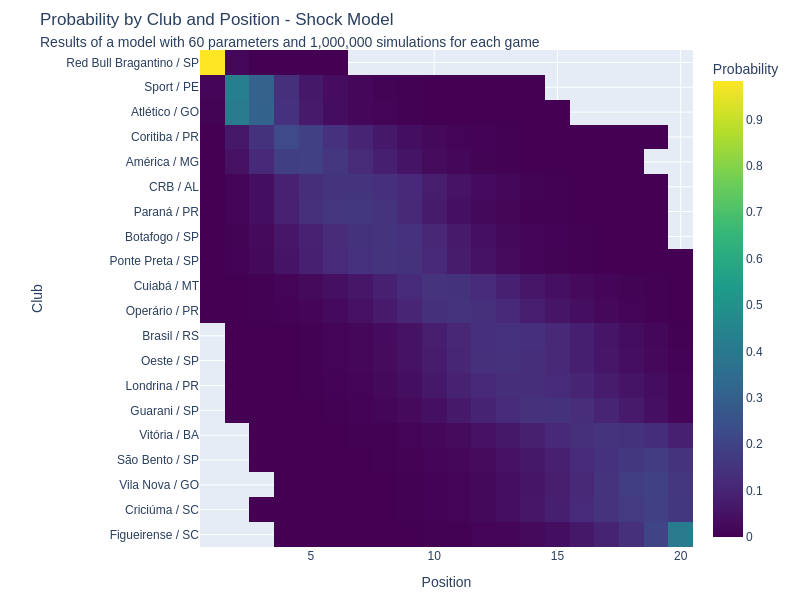 Probability by Club and Position - Shock Model
Results of a model with 60 parameters and 1,000,000 simulations for each game
Probability
Red Bull Bragantino / SP
Sport / PE
Atlético / GO
Coritiba / PR
América / MG
CRB / AL
Paraná / PR
Botafogo / SP
Ponte Preta / SP
Cuiabá / MT
Operário / PR
Brasil / RS
Oeste / SP
Londrina / PR
Guarani / SP
Vitória / BA
São Bento / SP
Vila Nova / GO
Criciúma / SC
Figueirense / SC
Club
5
10
15
20
Position
0.9
0.8
0.7
0.6
0.5
0.4
0.3
0.2
0.1
0